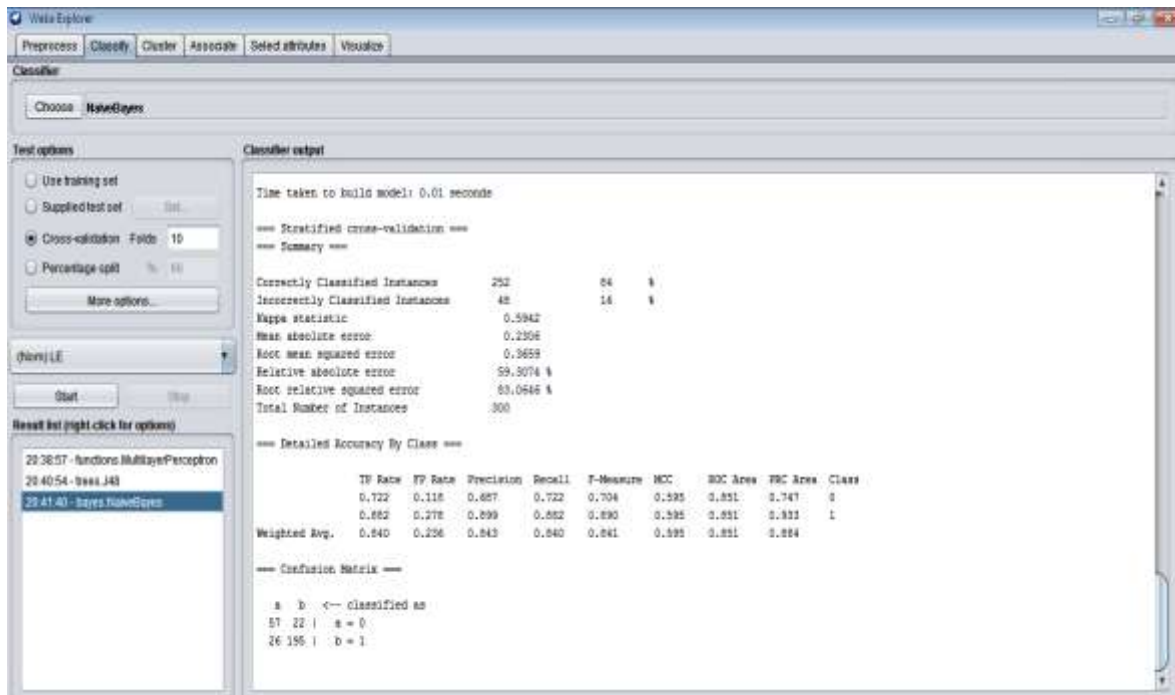 Weka Explorer
Preprocess Classify Cluster Associate Select attributes Visualize
Classifier
Choose NaiveBayes
Test options
Use training set
Supplied test set Set...
Cross-validation Folds 10
Percentage split %
More options...
(Nom) LE
Start Stop
Result list (right-click for options)
20:38:57 - functions.MultilayerPerceptron
20:40:54 - trees.J48
20:41:40 - bayes.NaiveBayes
Classifier output
Time taken to build model: 0.01 seconds
=== Stratified cross-validation ===
=== Summary ===
Correctly Classified Instances 252 84 %
Incorrectly Classified Instances 48 16 %
Kappa statistic 0.5942
Mean absolute error 0.2306
Root mean squared error 0.3659
Relative absolute error 59.3074 %
Root relative squared error 83.0646 %
Total Number of Instances 300
=== Detailed Accuracy By Class ===
TP Rate FP Rate Precision Recall F-Measure MCC ROC Area PRC Area Class
0.722 0.118 0.687 0.722 0.704 0.595 0.851 0.747 0
0.882 0.278 0.899 0.882 0.890 0.595 0.851 0.933 1
Weighted Avg. 0.840 0.236 0.843 0.840 0.841 0.595 0.851 0.884
=== Confusion Matrix ===
a b <-- classified as
57 22 | a = 0
26 195 | b = 1